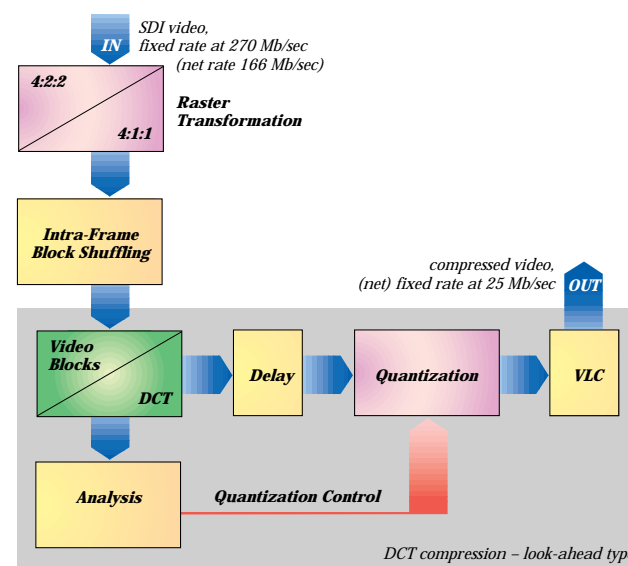 SDI video,
IN fixed rate at 270 Mb/sec
(net rate 166 Mb/sec)
4:2:2
4:1:1
Raster
Transformation
Intra-Frame
Block Shuffling
compressed video,
(net) fixed rate at 25 Mb/sec OUT
Video
Blocks
DCT
Delay
Quantization
VLC
Analysis
Quantization Control
DCT compression – look-ahead typ